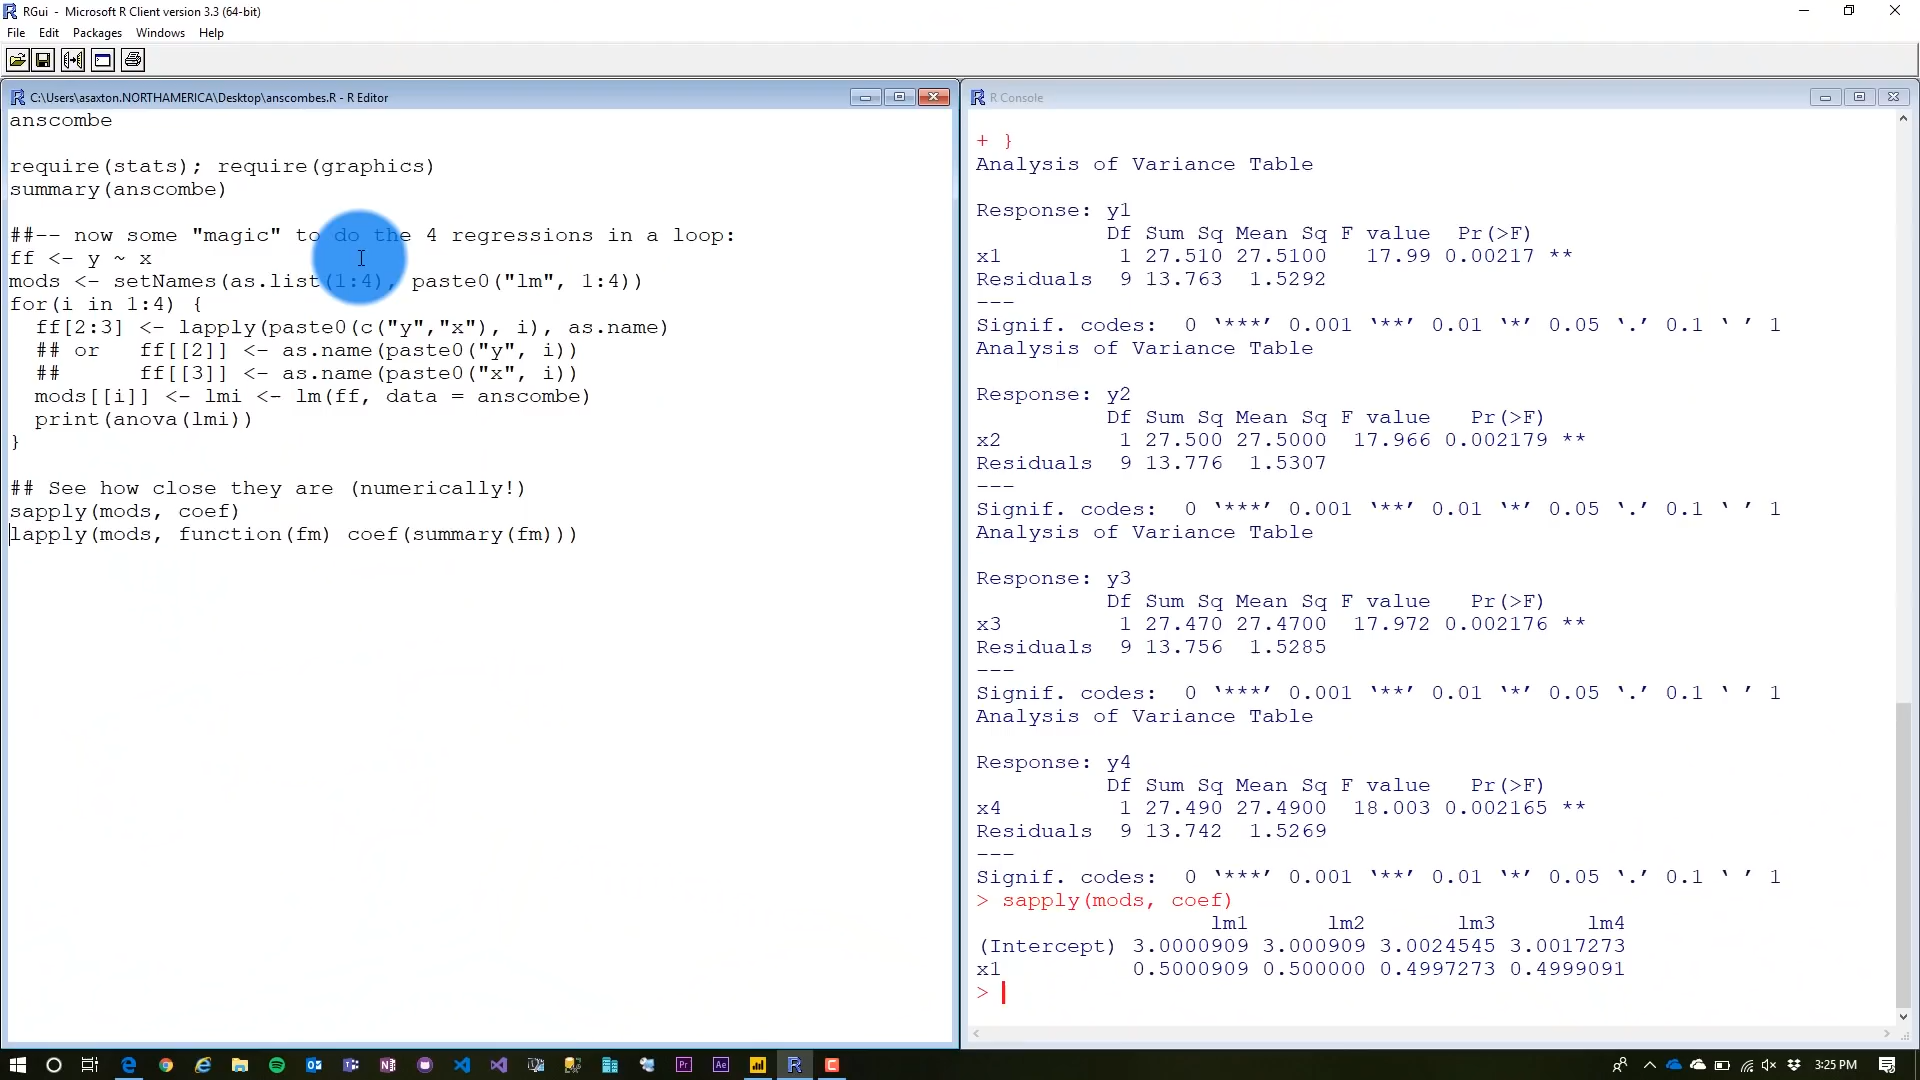 RGui - Microsoft R Client version 3.3 (64-bit)
File Edit Packages Windows Help
C:\Users\asaxton.NORTHAMERICA\Desktop\anscombes.R - R Editor
anscombe
require(stats); require(graphics)
summary(anscombe)
##-- now some "magic" to do the 4 regressions in a loop:
ff <- y ~ x
mods <- setNames(as.list(1:4), paste0("lm", 1:4))
for(i in 1:4) {
  ff[2:3] <- lapply(paste0(c("y","x"), i), as.name)
  ## or   ff[[2]] <- as.name(paste0("y", i))
  ##      ff[[3]] <- as.name(paste0("x", i))
  mods[[i]] <- lmi <- lm(ff, data = anscombe)
  print(anova(lmi))
}
## See how close they are (numerically!)
sapply(mods, coef)
lapply(mods, function(fm) coef(summary(fm)))
R Console
+ }
Analysis of Variance Table
Response: y1
          Df Sum Sq Mean Sq F value   Pr(>F)
x1         1 27.510 27.5100   17.99 0.00217 **
Residuals  9 13.763  1.5292
---
Signif. codes:  0 ‘***’ 0.001 ‘**’ 0.01 ‘*’ 0.05 ‘.’ 0.1 ‘ ’ 1
Analysis of Variance Table
Response: y2
          Df Sum Sq Mean Sq F value   Pr(>F)
x2         1 27.500 27.5000  17.966 0.002179 **
Residuals  9 13.776  1.5307
---
Signif. codes:  0 ‘***’ 0.001 ‘**’ 0.01 ‘*’ 0.05 ‘.’ 0.1 ‘ ’ 1
Analysis of Variance Table
Response: y3
          Df Sum Sq Mean Sq F value   Pr(>F)
x3         1 27.470 27.4700  17.972 0.002176 **
Residuals  9 13.756  1.5285
---
Signif. codes:  0 ‘***’ 0.001 ‘**’ 0.01 ‘*’ 0.05 ‘.’ 0.1 ‘ ’ 1
Analysis of Variance Table
Response: y4
          Df Sum Sq Mean Sq F value   Pr(>F)
x4         1 27.490 27.4900  18.003 0.002165 **
Residuals  9 13.742  1.5269
---
Signif. codes:  0 ‘***’ 0.001 ‘**’ 0.01 ‘*’ 0.05 ‘.’ 0.1 ‘ ’ 1
> sapply(mods, coef)
                  lm1      lm2       lm3       lm4
(Intercept) 3.0000909 3.000909 3.0024545 3.0017273
x1          0.5000909 0.500000 0.4997273 0.4999091
>
3:25 PM